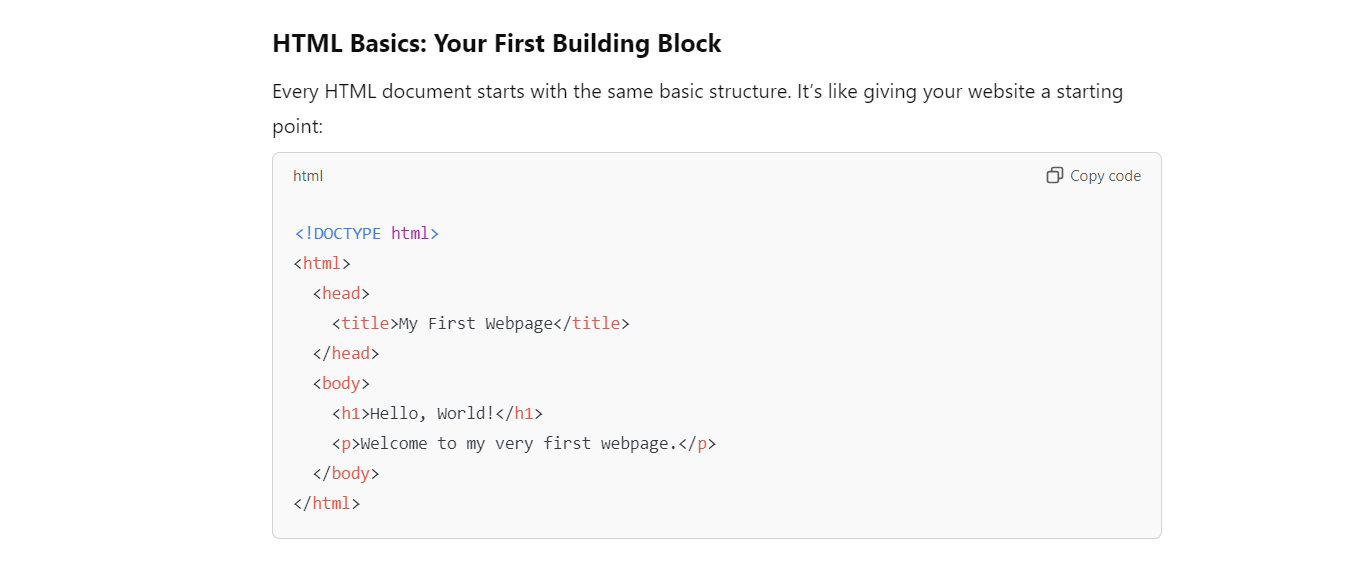 HTML Basics: Your First Building Block
Every HTML document starts with the same basic structure. It’s like giving your website a starting
point:
html
Copy code
<!DOCTYPE html>
<html>
  <head>
    <title>My First Webpage</title>
  </head>
  <body>
    <h1>Hello, World!</h1>
    <p>Welcome to my very first webpage.</p>
  </body>
</html>